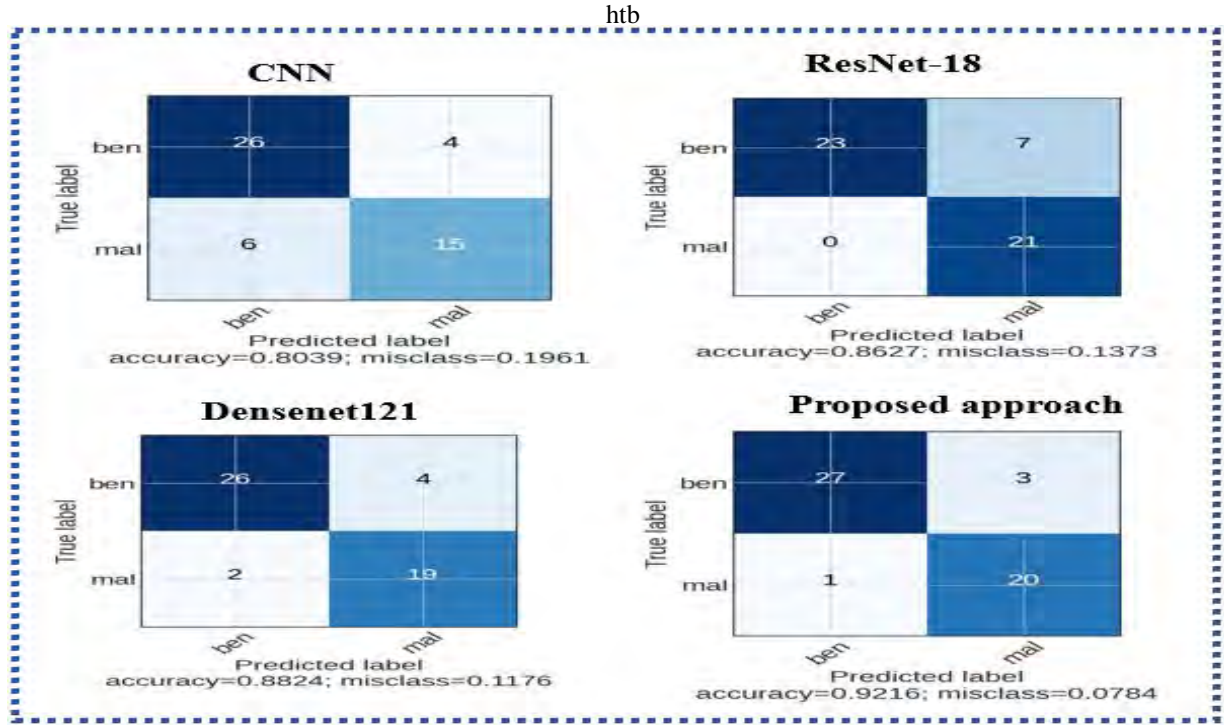 htb
CNN
ben
26
4
True label
mal
6
15
ben
mal
Predicted label
accuracy=0.8039; misclass=0.1961
ResNet-18
ben
23
7
True label
mal
0
21
ben
mal
Predicted label
accuracy=0.8627; misclass=0.1373
Densenet121
ben
26
4
True label
mal
2
19
ben
mal
Predicted label
accuracy=0.8824; misclass=0.1176
Proposed approach
ben
27
3
True label
mal
1
20
ben
mal
Predicted label
accuracy=0.9216; misclass=0.0784